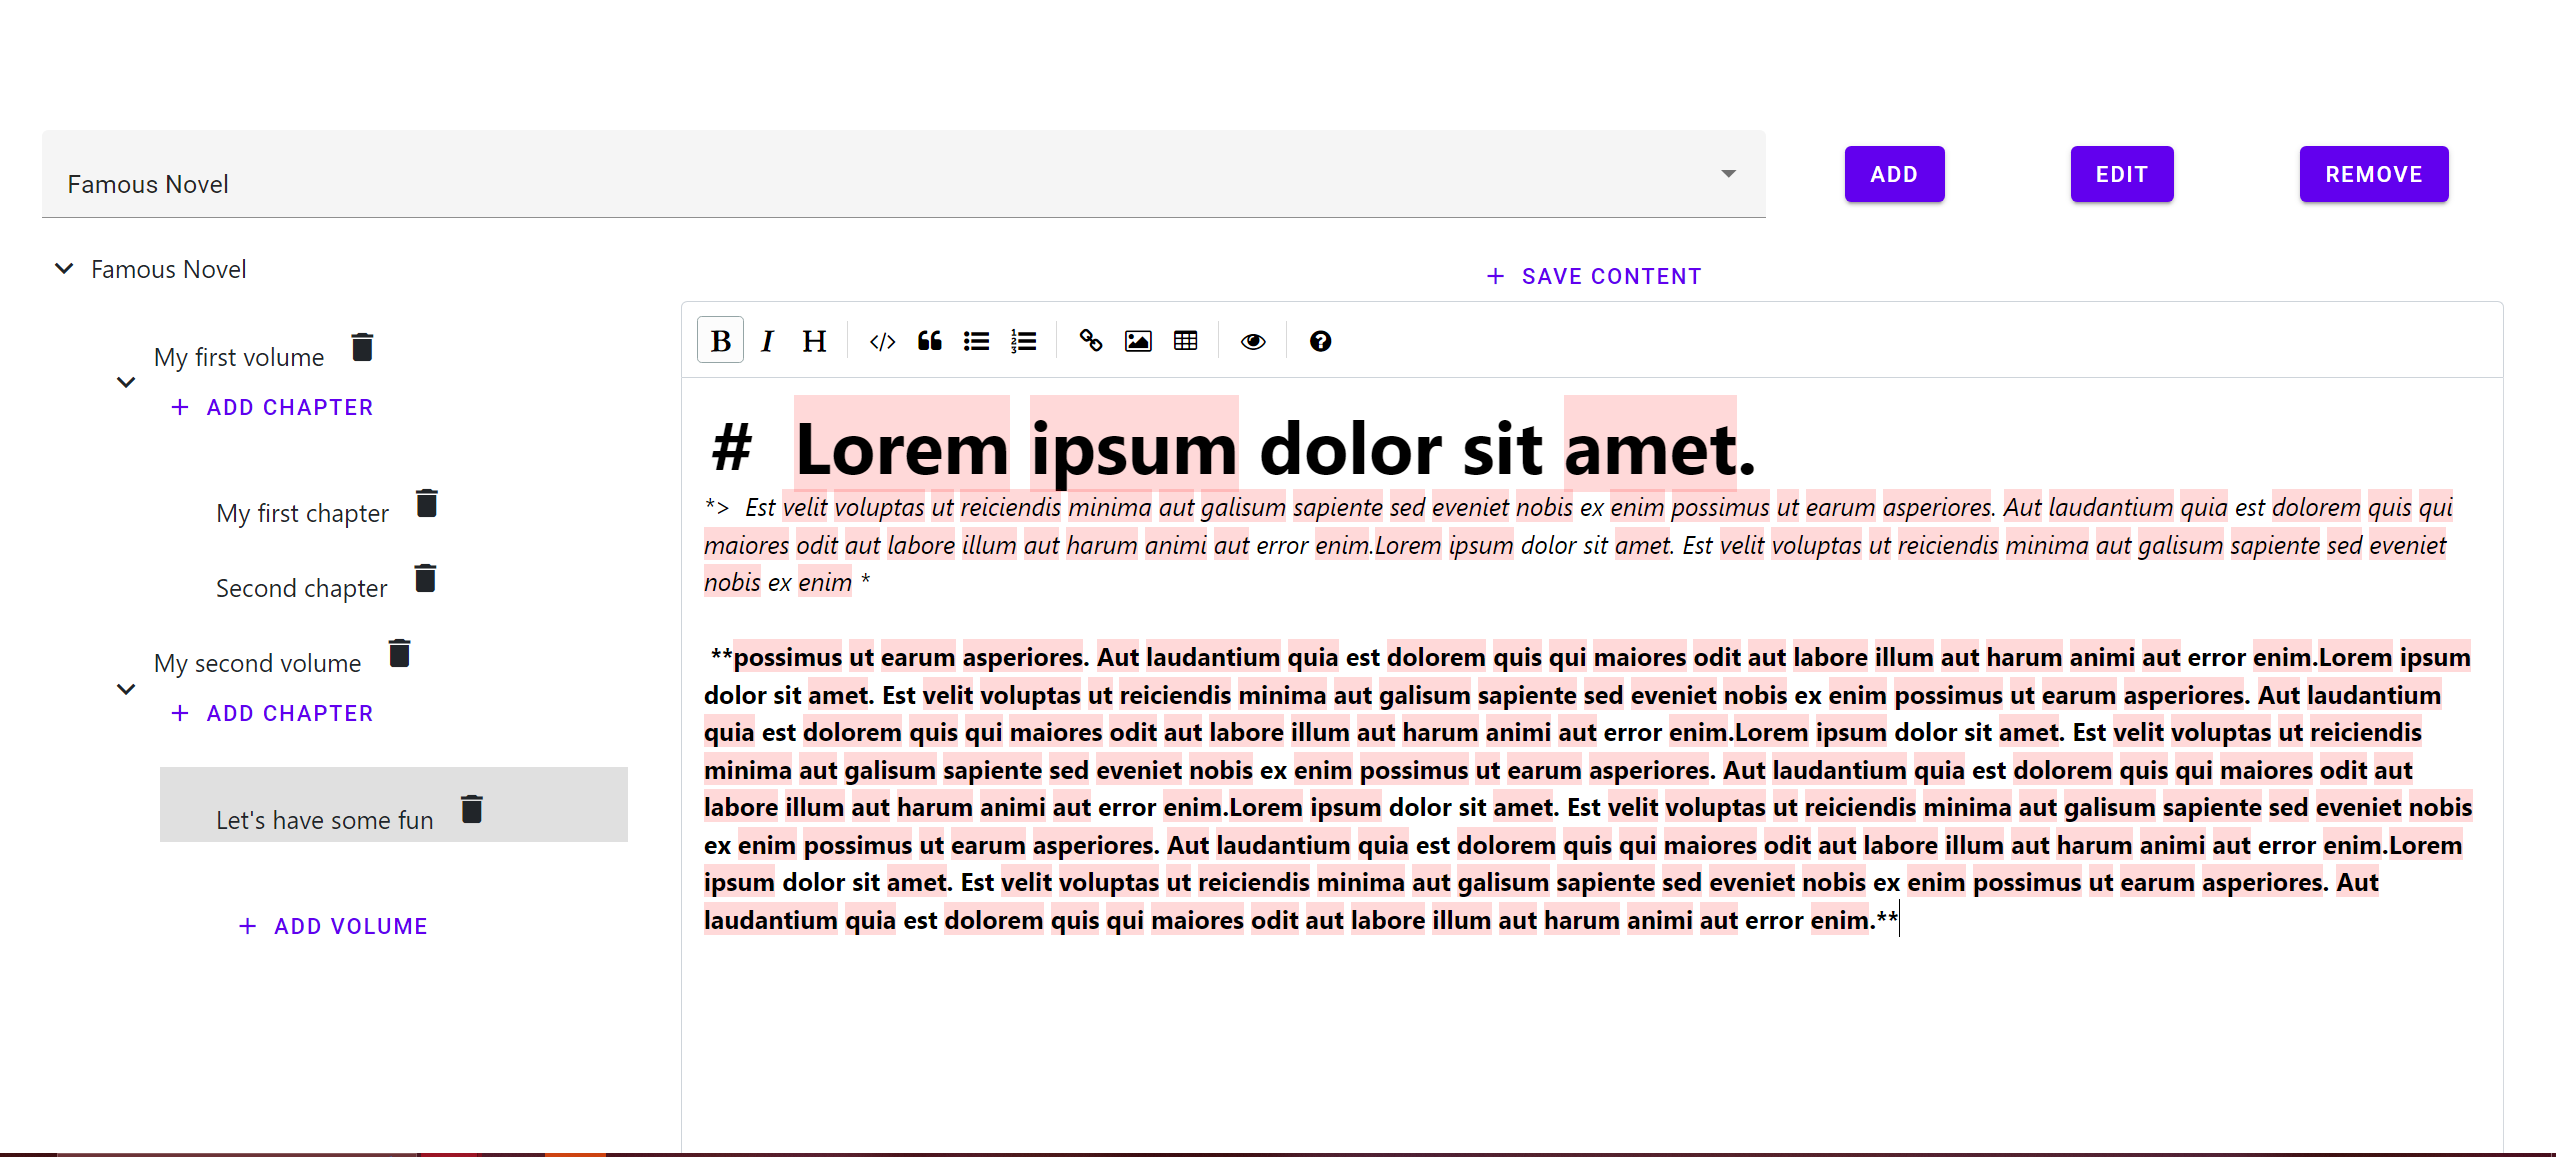 Famous Novel
ADD
EDIT
REMOVE
Famous Novel
+ SAVE CONTENT
My first volume
+ ADD CHAPTER
My first chapter
Second chapter
My second volume
+ ADD CHAPTER
Let's have some fun
+ ADD VOLUME
B I H </>
# Lorem ipsum dolor sit amet.
*> Est velit voluptas ut reiciendis minima aut galisum sapiente sed eveniet nobis ex enim possimus ut earum asperiores. Aut laudantium quia est dolorem quis qui
maiores odit aut labore illum aut harum animi aut error enim.Lorem ipsum dolor sit amet. Est velit voluptas ut reiciendis minima aut galisum sapiente sed eveniet
nobis ex enim *
**possimus ut earum asperiores. Aut laudantium quia est dolorem quis qui maiores odit aut labore illum aut harum animi aut error enim.Lorem ipsum
dolor sit amet. Est velit voluptas ut reiciendis minima aut galisum sapiente sed eveniet nobis ex enim possimus ut earum asperiores. Aut laudantium
quia est dolorem quis qui maiores odit aut labore illum aut harum animi aut error enim.Lorem ipsum dolor sit amet. Est velit voluptas ut reiciendis
minima aut galisum sapiente sed eveniet nobis ex enim possimus ut earum asperiores. Aut laudantium quia est dolorem quis qui maiores odit aut
labore illum aut harum animi aut error enim.Lorem ipsum dolor sit amet. Est velit voluptas ut reiciendis minima aut galisum sapiente sed eveniet nobis
ex enim possimus ut earum asperiores. Aut laudantium quia est dolorem quis qui maiores odit aut labore illum aut harum animi aut error enim.Lorem
ipsum dolor sit amet. Est velit voluptas ut reiciendis minima aut galisum sapiente sed eveniet nobis ex enim possimus ut earum asperiores. Aut
laudantium quia est dolorem quis qui maiores odit aut labore illum aut harum animi aut error enim.**